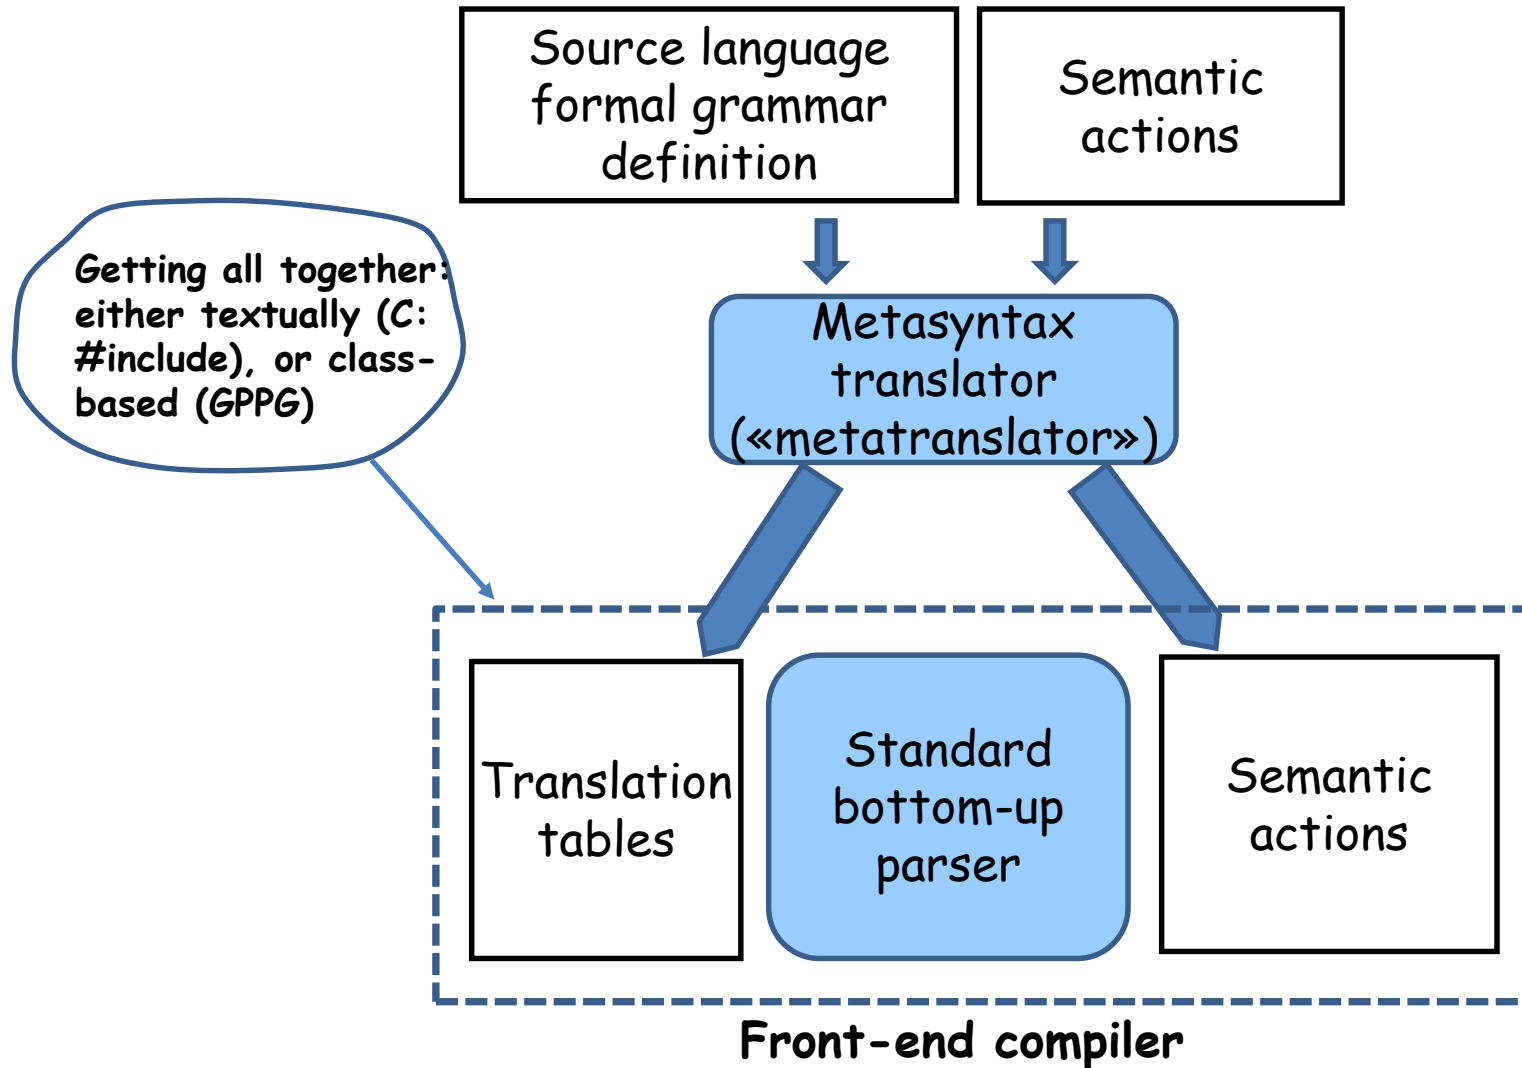 Source language
formal grammar
definition
Semantic
actions
Getting all together:
either textually (C:
#include), or class-
based (GPPG)
Metasyntax
translator
(«metatranslator»)
Translation
tables
Standard
bottom-up
parser
Semantic
actions
Front-end compiler